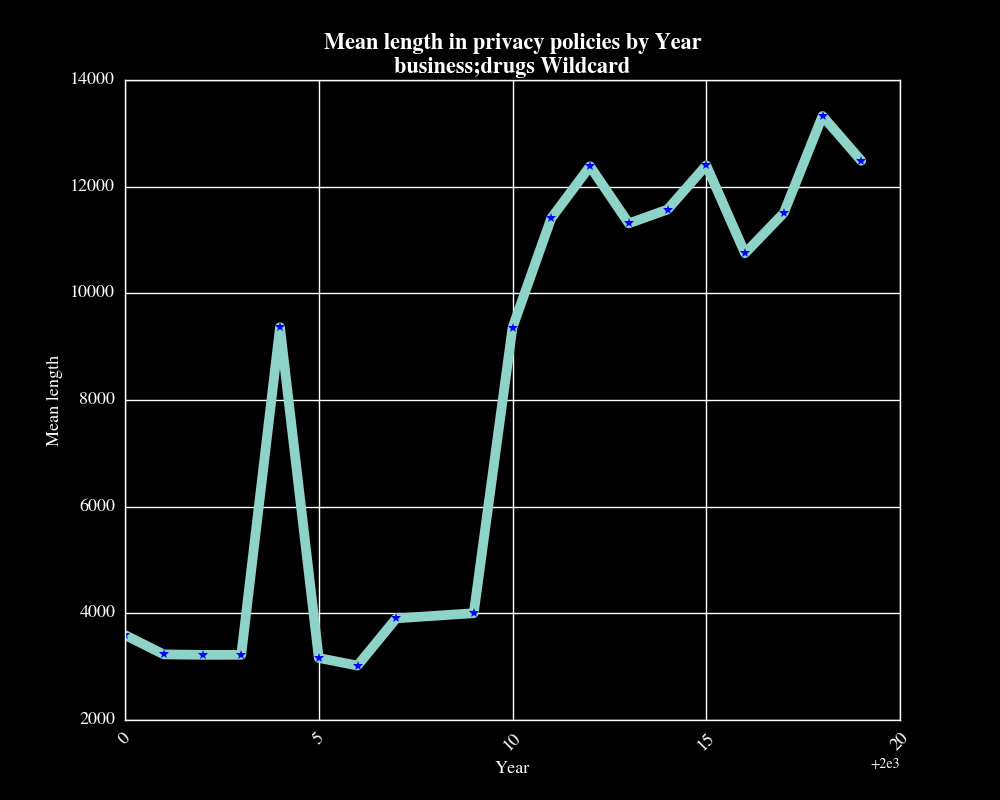 Mean length in privacy policies by Year
business;drugs Wildcard
14000
12000
10000
8000
6000
4000
2000
Mean length
0
5
10
15
20
Year
+2e3